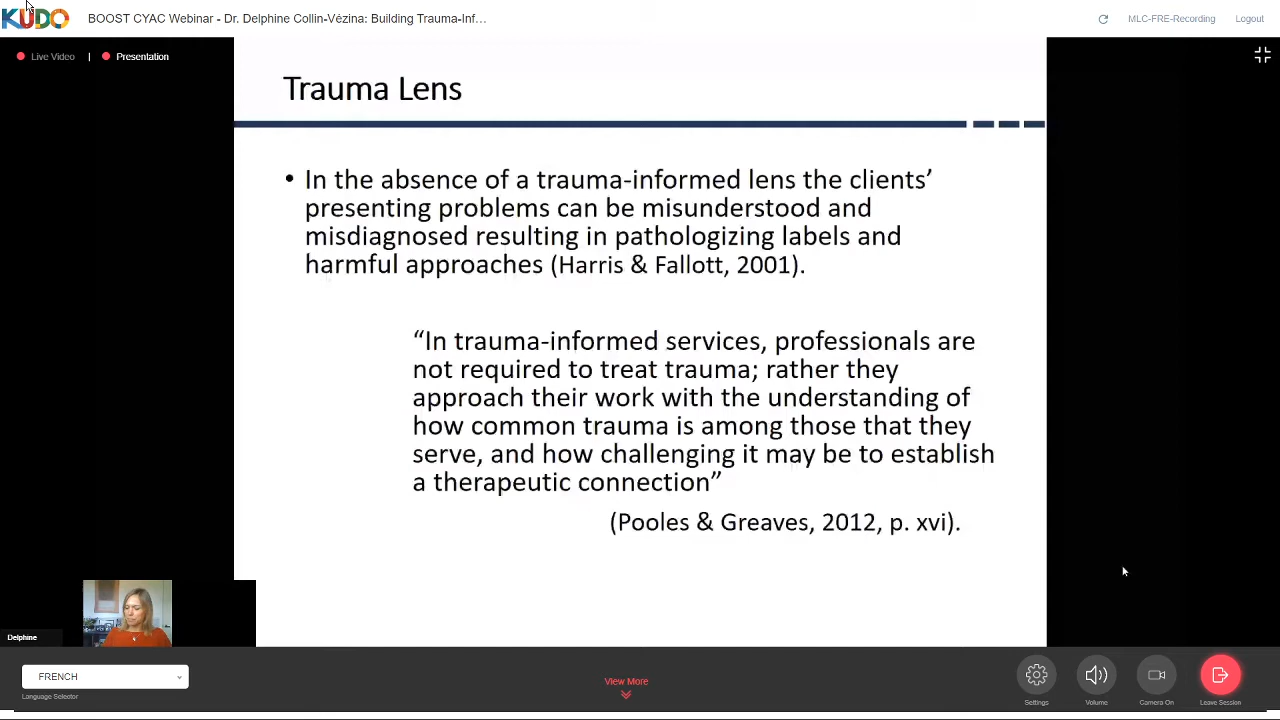 KUDO
BOOST CYAC Webinar - Dr. Delphine Collin-Vézina: Building Trauma-Inf...
MLC-FRE-Recording
Logout
Live Video | Presentation
Trauma Lens
• In the absence of a trauma-informed lens the clients’
presenting problems can be misunderstood and
misdiagnosed resulting in pathologizing labels and
harmful approaches (Harris & Fallott, 2001).
“In trauma-informed services, professionals are
not required to treat trauma; rather they
approach their work with the understanding of
how common trauma is among those that they
serve, and how challenging it may be to establish
a therapeutic connection”
(Pooles & Greaves, 2012, p. xvi).
Delphine
FRENCH
Language Selector
View More
Settings
Volume
Camera On
Leave Session